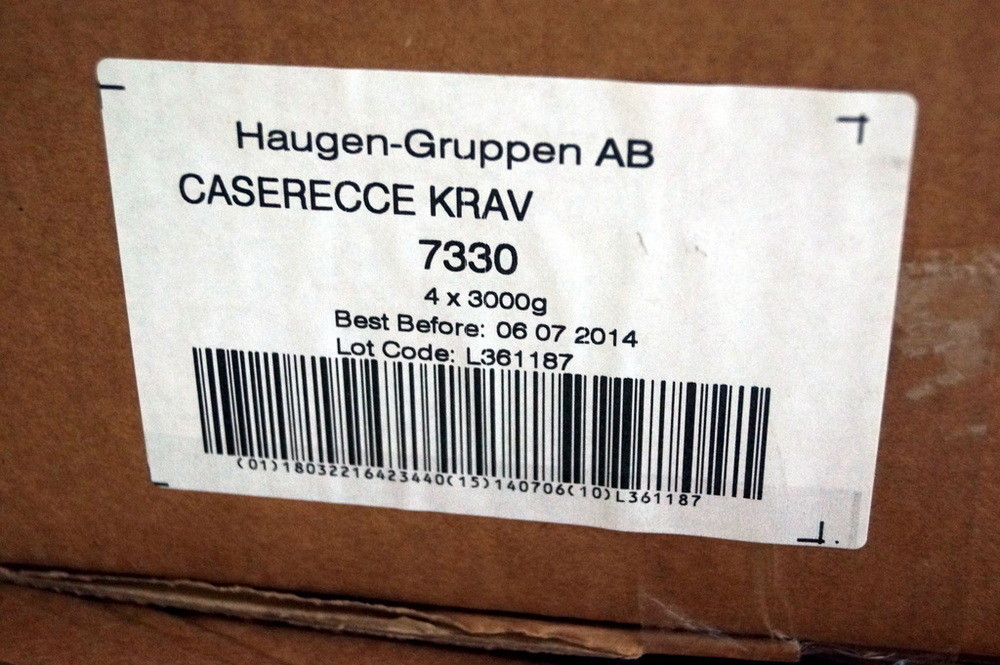 Haugen-Gruppen AB
CASERECCE KRAV
7330
4 x 3000g
Best Before: 06 07 2014
Lot Code: L361187
(01)18032216423440(15)140706(10)L361187